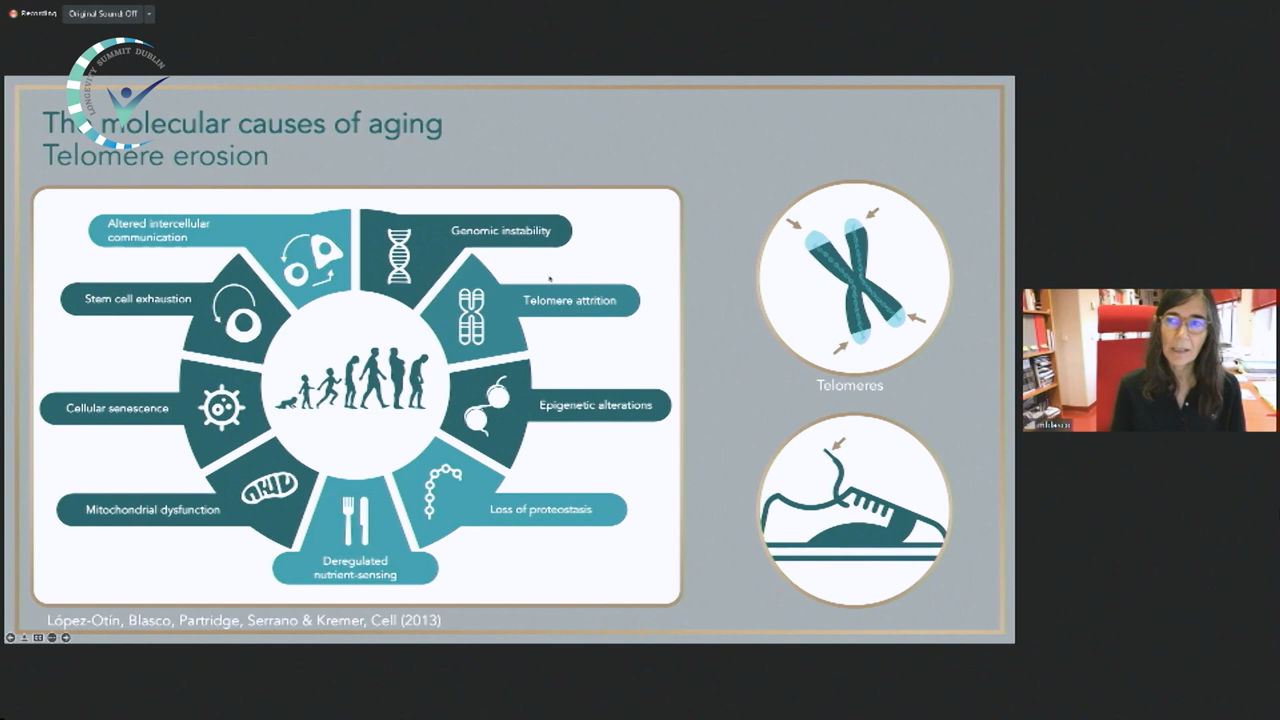 Recording
Original Sound: Off
LONGEVITY SUMMIT DUBLIN
The molecular causes of aging
Telomere erosion
Altered intercellular
communication
Genomic instability
Stem cell exhaustion
Telomere attrition
Cellular senescence
Epigenetic alterations
Mitochondrial dysfunction
Loss of proteostasis
Deregulated
nutrient-sensing
Telomeres
López-Otín, Blasco, Partridge, Serrano & Kremer, Cell (2013)
mblasco